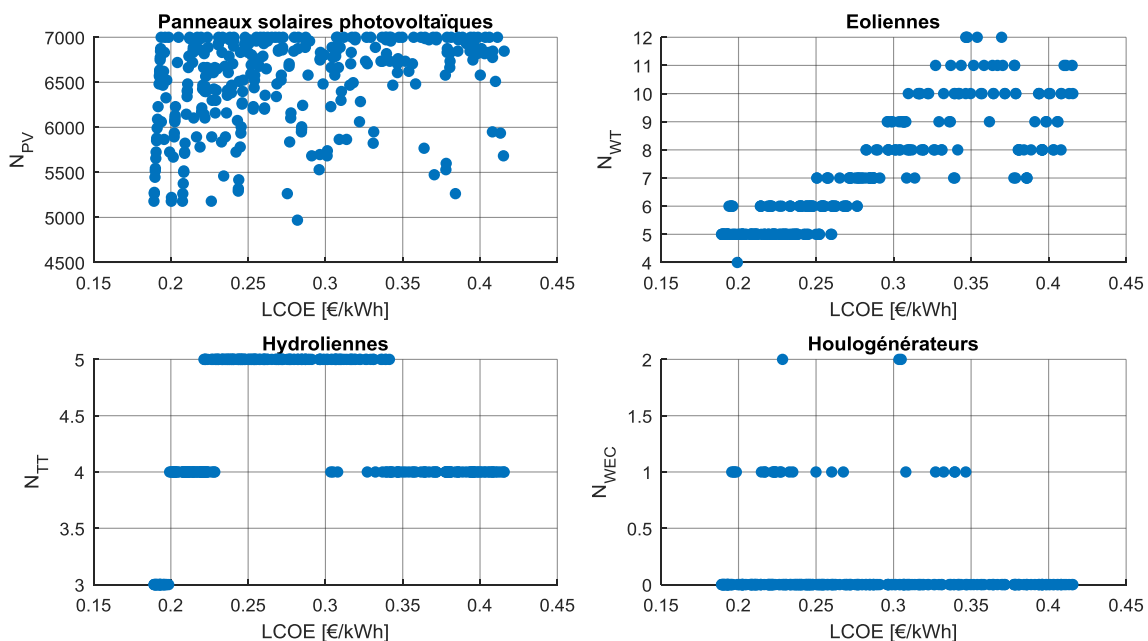 Panneaux solaires photovoltaïques
7000
6500
6000
5500
5000
4500
N_PV
0.15 0.2 0.25 0.3 0.35 0.4 0.45
LCOE [€/kWh]
Eoliennes
12
11
10
9
8
7
6
5
4
N_WT
0.15 0.2 0.25 0.3 0.35 0.4 0.45
LCOE [€/kWh]
Hydroliennes
5
4.5
4
3.5
3
N_TT
0.15 0.2 0.25 0.3 0.35 0.4 0.45
LCOE [€/kWh]
Houlogénérateurs
2
1.5
1
0.5
0
N_WEC
0.15 0.2 0.25 0.3 0.35 0.4 0.45
LCOE [€/kWh]